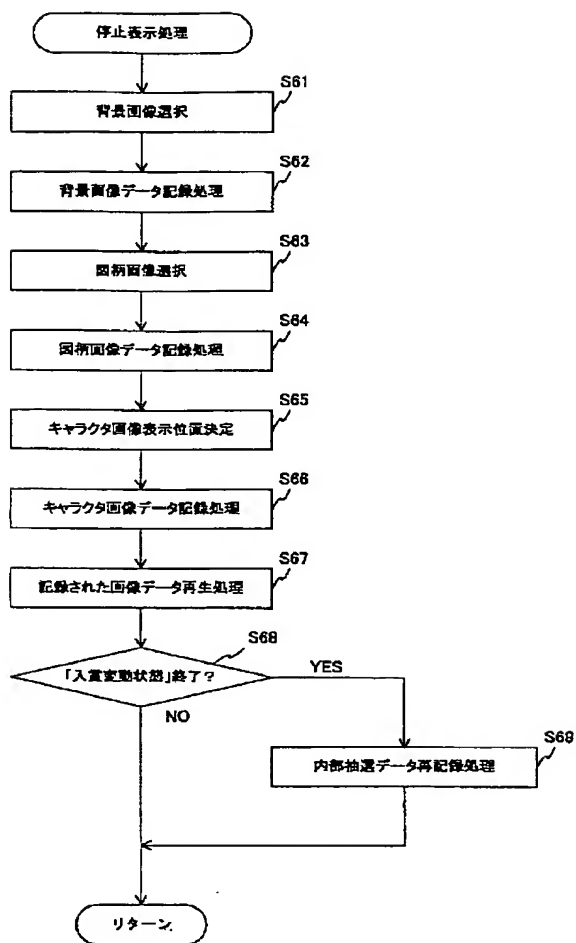 停止表示処理
S61
背景画像選択
S62
背景画像データ記録処理
S63
図柄画像選択
S64
図柄画像データ記録処理
S65
キャラクタ画像表示位置決定
S66
キャラクタ画像データ記録処理
S67
記録された画像データ再生処理
S68
「入賞変動状態」終了?
YES
NO
S69
内部抽選データ再記録処理
リターン